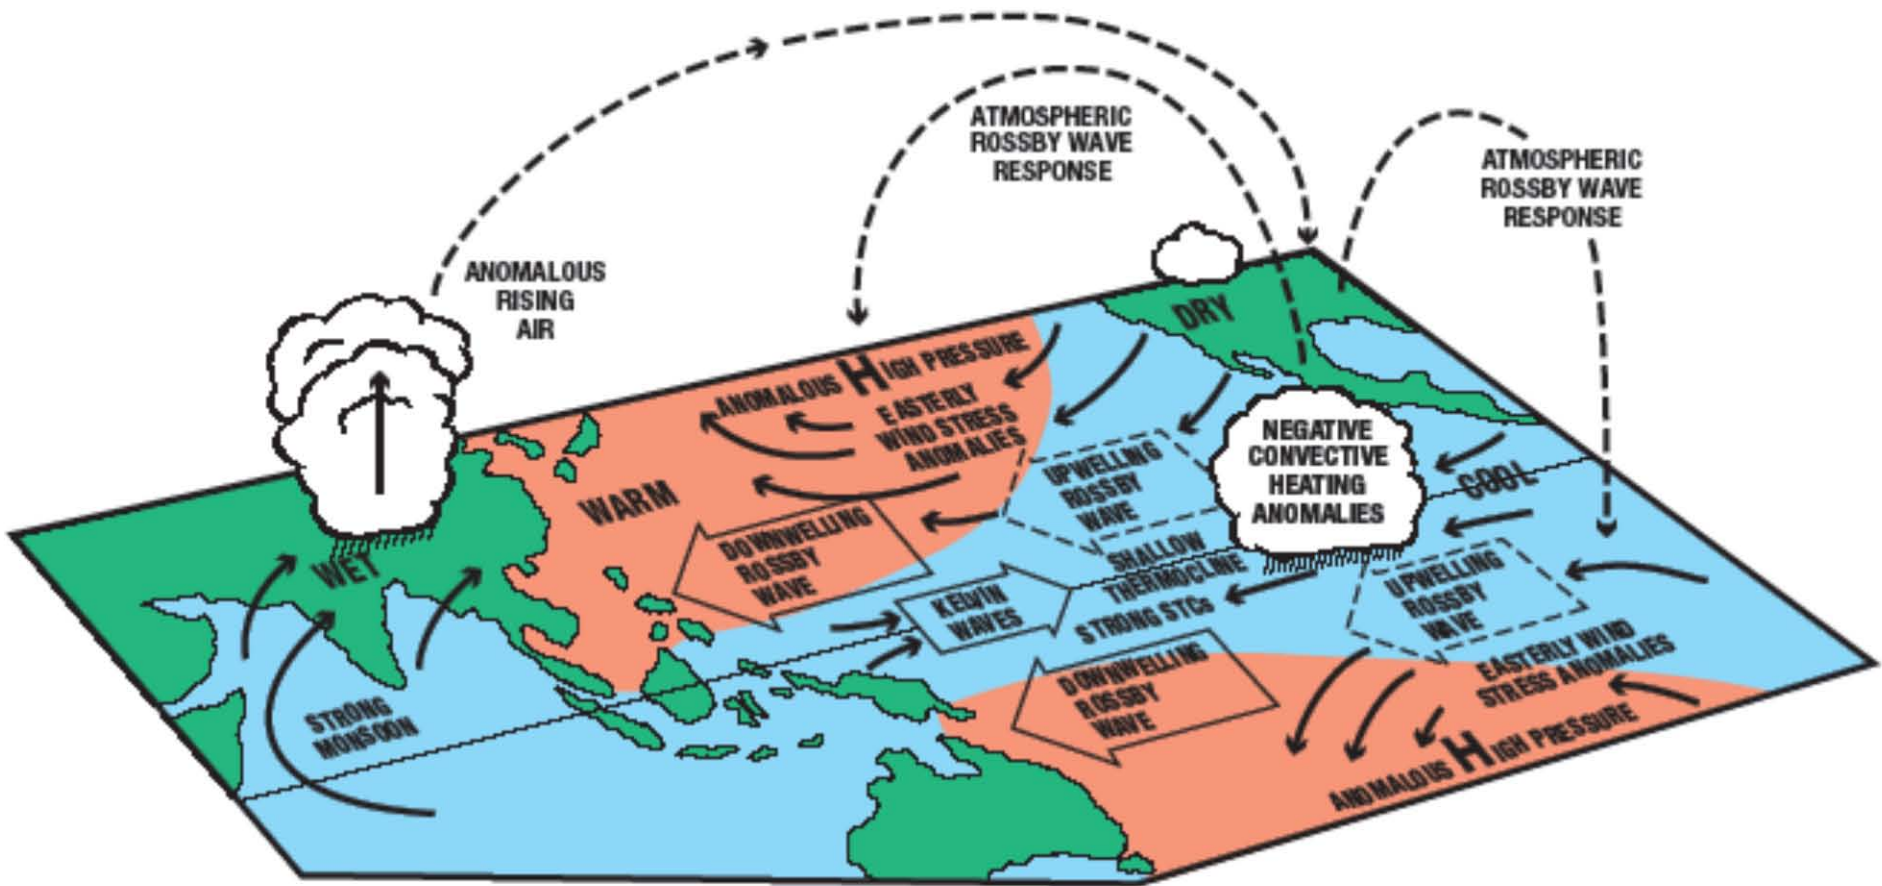 ATMOSPHERIC
ROSSBY WAVE
RESPONSE
ATMOSPHERIC
ROSSBY WAVE
RESPONSE
ANOMALOUS
RISING
AIR
DRY
ANOMALOUS HIGH PRESSURE
EASTERLY
WIND STRESS
ANOMALIES
NEGATIVE
CONVECTIVE
HEATING
ANOMALIES
COOL
UPWELLING
ROSSBY
WAVE
WARM
DOWNWELLING
ROSSBY
WAVE
WET
SHALLOW
THERMOCLINE
STRONG STCs
KELVIN
WAVES
UPWELLING
ROSSBY
WAVE
EASTERLY WIND
STRESS ANOMALIES
DOWNWELLING
ROSSBY
WAVE
STRONG
MONSOON
ANOMALOUS HIGH PRESSURE